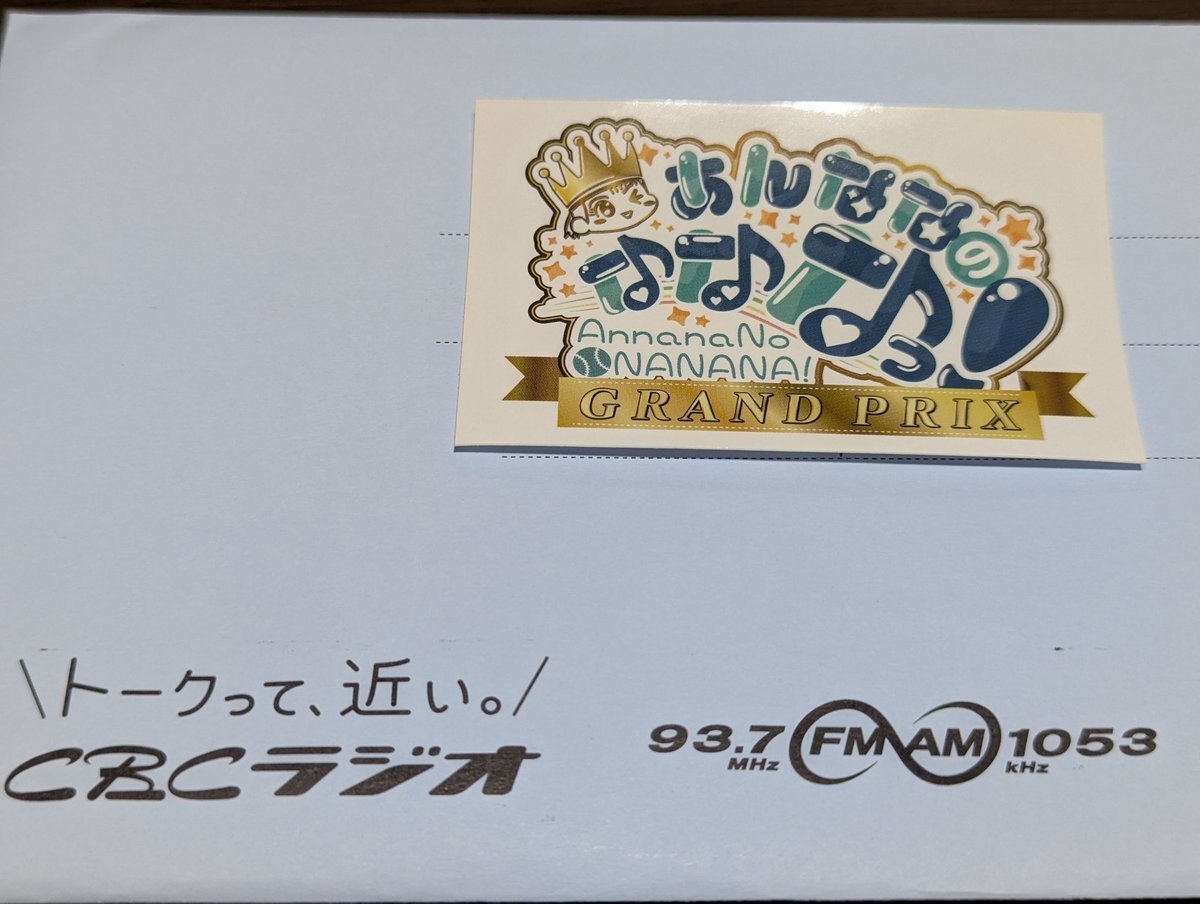 あんななの
なななっ!
AnnanaNo
NANANA!
GRAND PRIX
\トークって、近い。/
CBCラジオ
93.7 MHz FM AM 1053 kHz